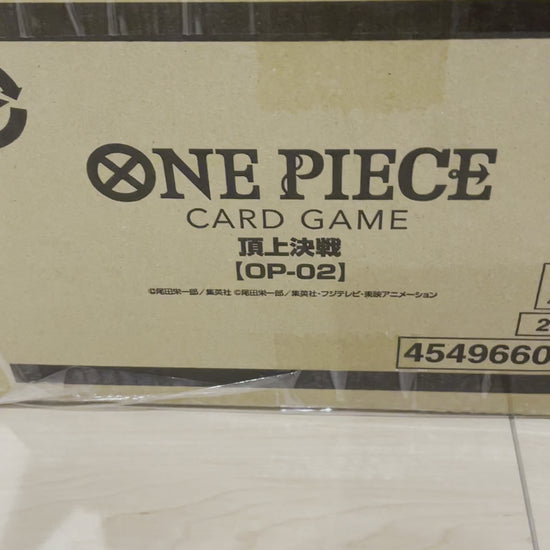 ONE PIECE
CARD GAME
頂上決戦
【OP-02】
©尾田栄一郎／集英社 ©尾田栄一郎／集英社・フジテレビ・東映アニメーション
2
4549660